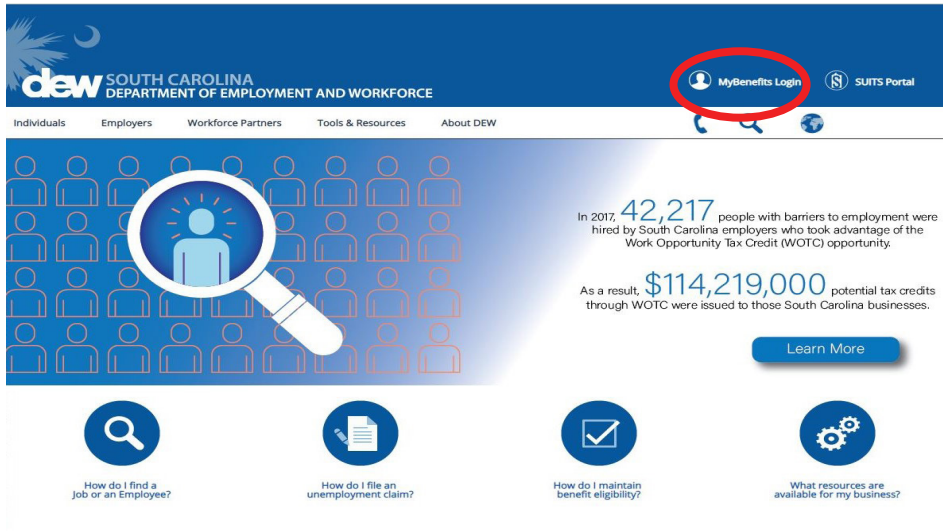 dew SOUTH CAROLINA
DEPARTMENT OF EMPLOYMENT AND WORKFORCE
MyBenefits Login
SUITS Portal
Individuals Employers Workforce Partners Tools & Resources About DEW
In 2017, 42,217 people with barriers to employment were
hired by South Carolina employers who took advantage of the
Work Opportunity Tax Credit (WOTC) opportunity.
As a result, $114,219,000 potential tax credits
through WOTC were issued to those South Carolina businesses.
Learn More
How do I find a
Job or an Employee?
How do I file an
unemployment claim?
How do I maintain
benefit eligibility?
What resources are
available for my business?